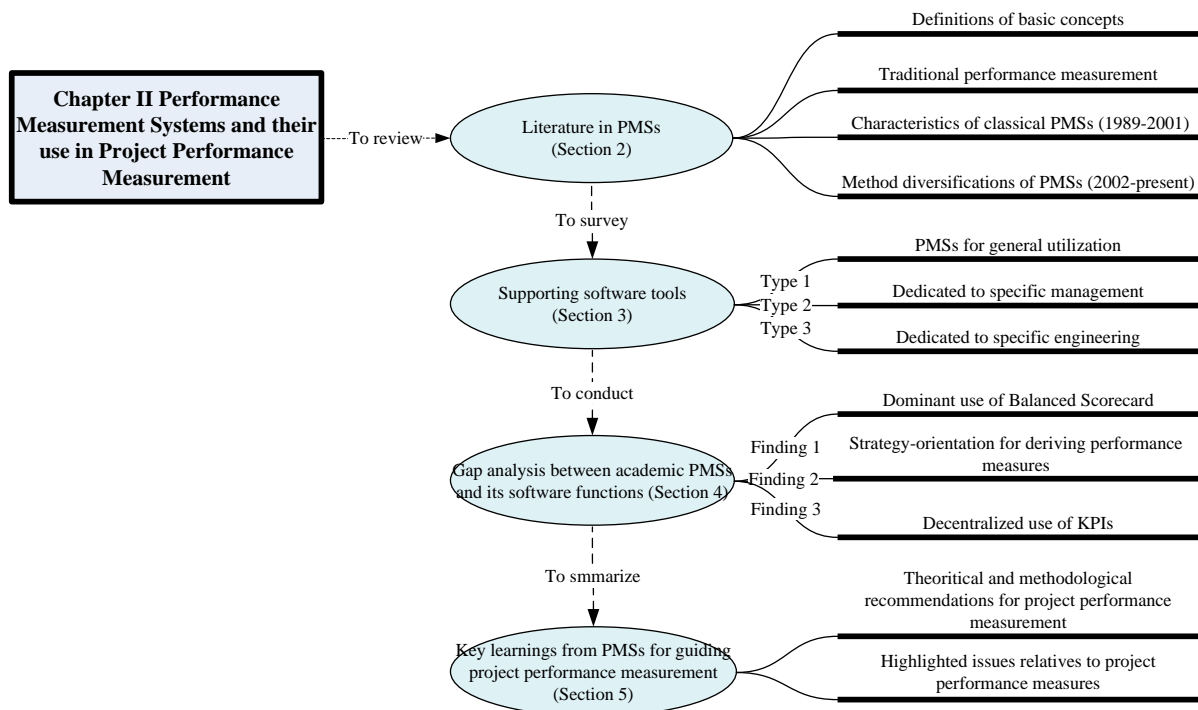 Chapter II Performance
Measurement Systems and their
use in Project Performance
Measurement
To review
Literature in PMSs
(Section 2)
Definitions of basic concepts
Traditional performance measurement
Characteristics of classical PMSs (1989-2001)
Method diversifications of PMSs (2002-present)
To survey
Supporting software tools
(Section 3)
Type 1
PMSs for general utilization
Type 2
Dedicated to specific management
Type 3
Dedicated to specific engineering
To conduct
Gap analysis between academic PMSs
and its software functions (Section 4)
Finding 1
Dominant use of Balanced Scorecard
Finding 2
Strategy-orientation for deriving performance
measures
Finding 3
Decentralized use of KPIs
To smmarize
Key learnings from PMSs for guiding
project performance measurement
(Section 5)
Theoritical and methodological
recommendations for project performance
measurement
Highlighted issues relatives to project
performance measures